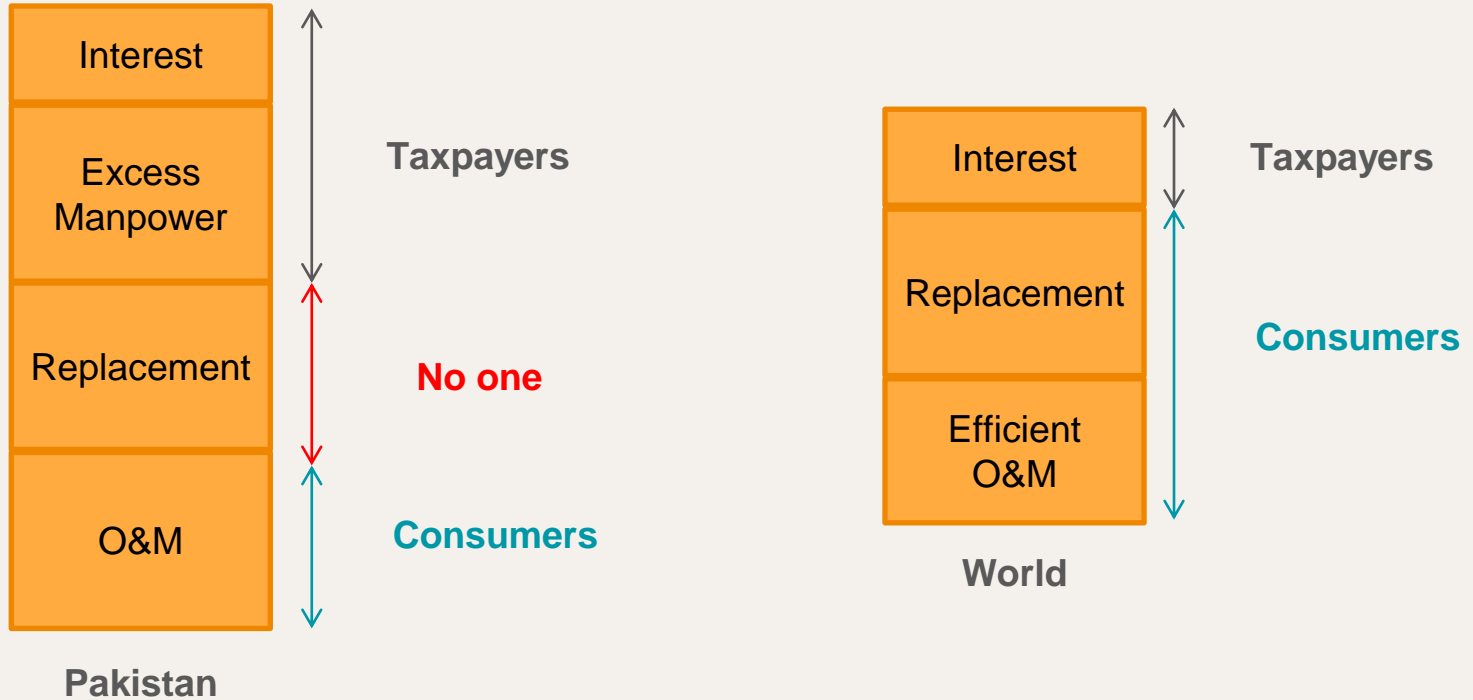 Interest
Excess
Manpower
Replacement
O&M
Taxpayers
No one
Consumers
Pakistan
Interest
Replacement
Efficient
O&M
Taxpayers
Consumers
World